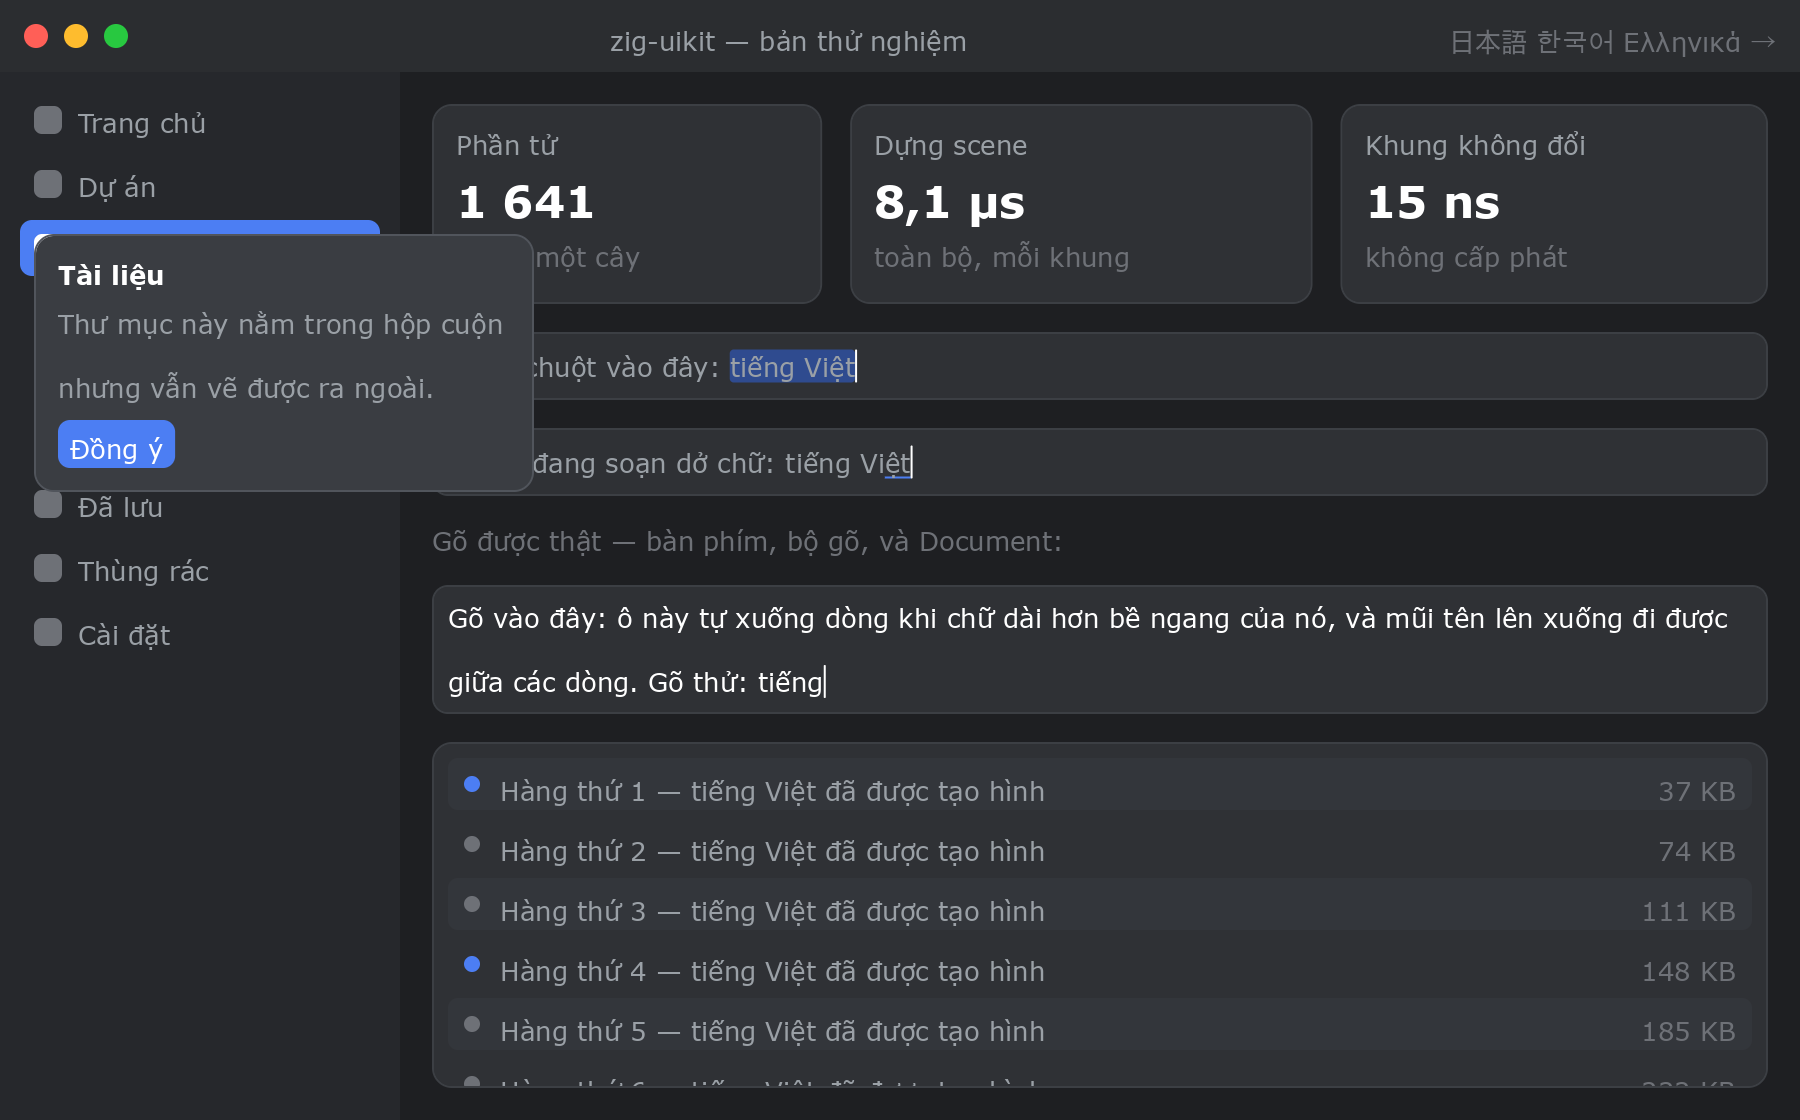 zig-uikit — bản thử nghiệm
日本語 한국어 Ελληνικά →
Trang chủ
Dự án
Tài liệu
Thư mục này nằm trong hộp cuộn
nhưng vẫn vẽ được ra ngoài.
Đồng ý
Đã lưu
Thùng rác
Cài đặt
Phần tử
1 641
một cây
Dựng scene
8,1 µs
toàn bộ, mỗi khung
Khung không đổi
15 ns
không cấp phát
chuột vào đây: tiếng Việt
đang soạn dở chữ: tiếng Việt
Gõ được thật — bàn phím, bộ gõ, và Document:
Gõ vào đây: ô này tự xuống dòng khi chữ dài hơn bề ngang của nó, và mũi tên lên xuống đi được
giữa các dòng. Gõ thử: tiếng
Hàng thứ 1 — tiếng Việt đã được tạo hình 37 KB
Hàng thứ 2 — tiếng Việt đã được tạo hình 74 KB
Hàng thứ 3 — tiếng Việt đã được tạo hình 111 KB
Hàng thứ 4 — tiếng Việt đã được tạo hình 148 KB
Hàng thứ 5 — tiếng Việt đã được tạo hình 185 KB